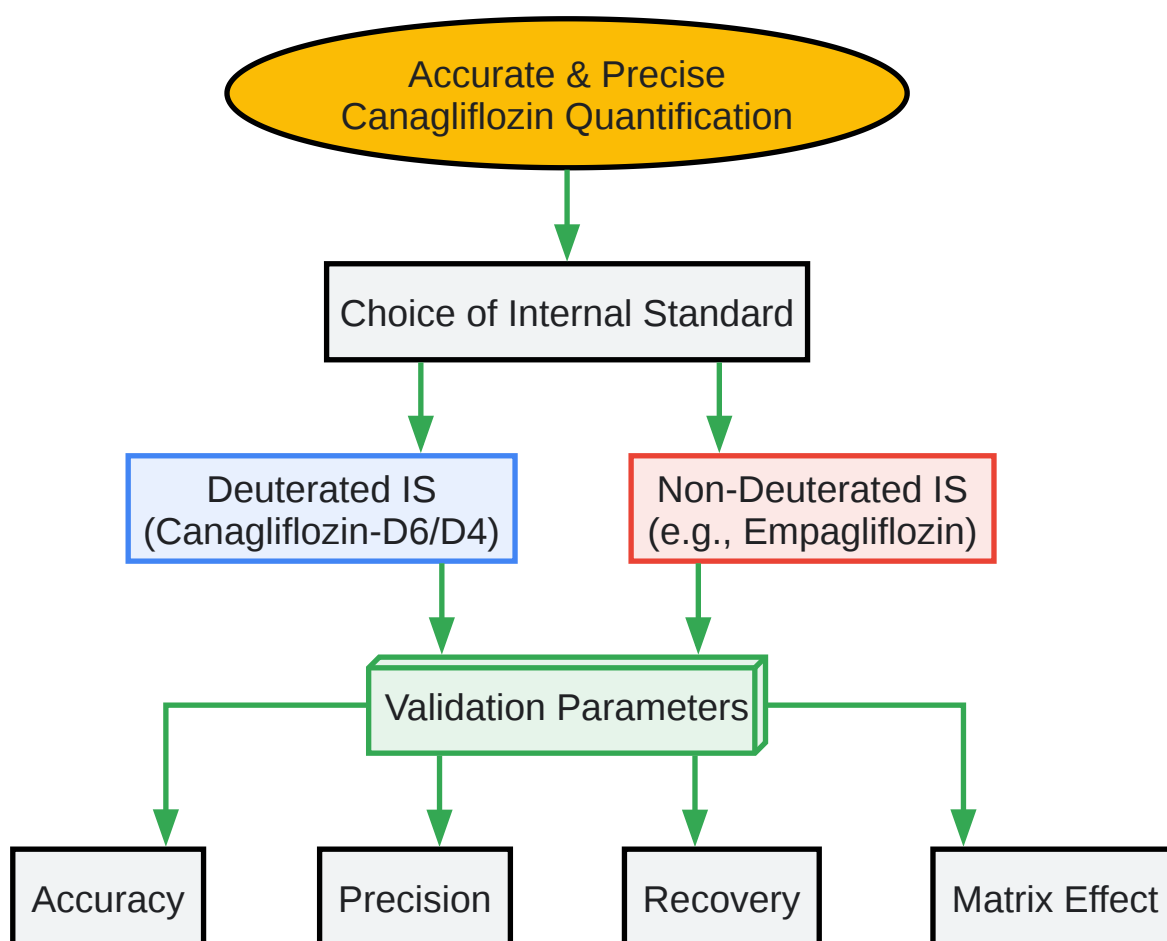 Accurate & Precise
Canagliflozin Quantification
Choice of Internal Standard
Deuterated IS
(Canagliflozin-D6/D4)
Non-Deuterated IS
(e.g., Empagliflozin)
Validation Parameters
Accuracy
Precision
Recovery
Matrix Effect